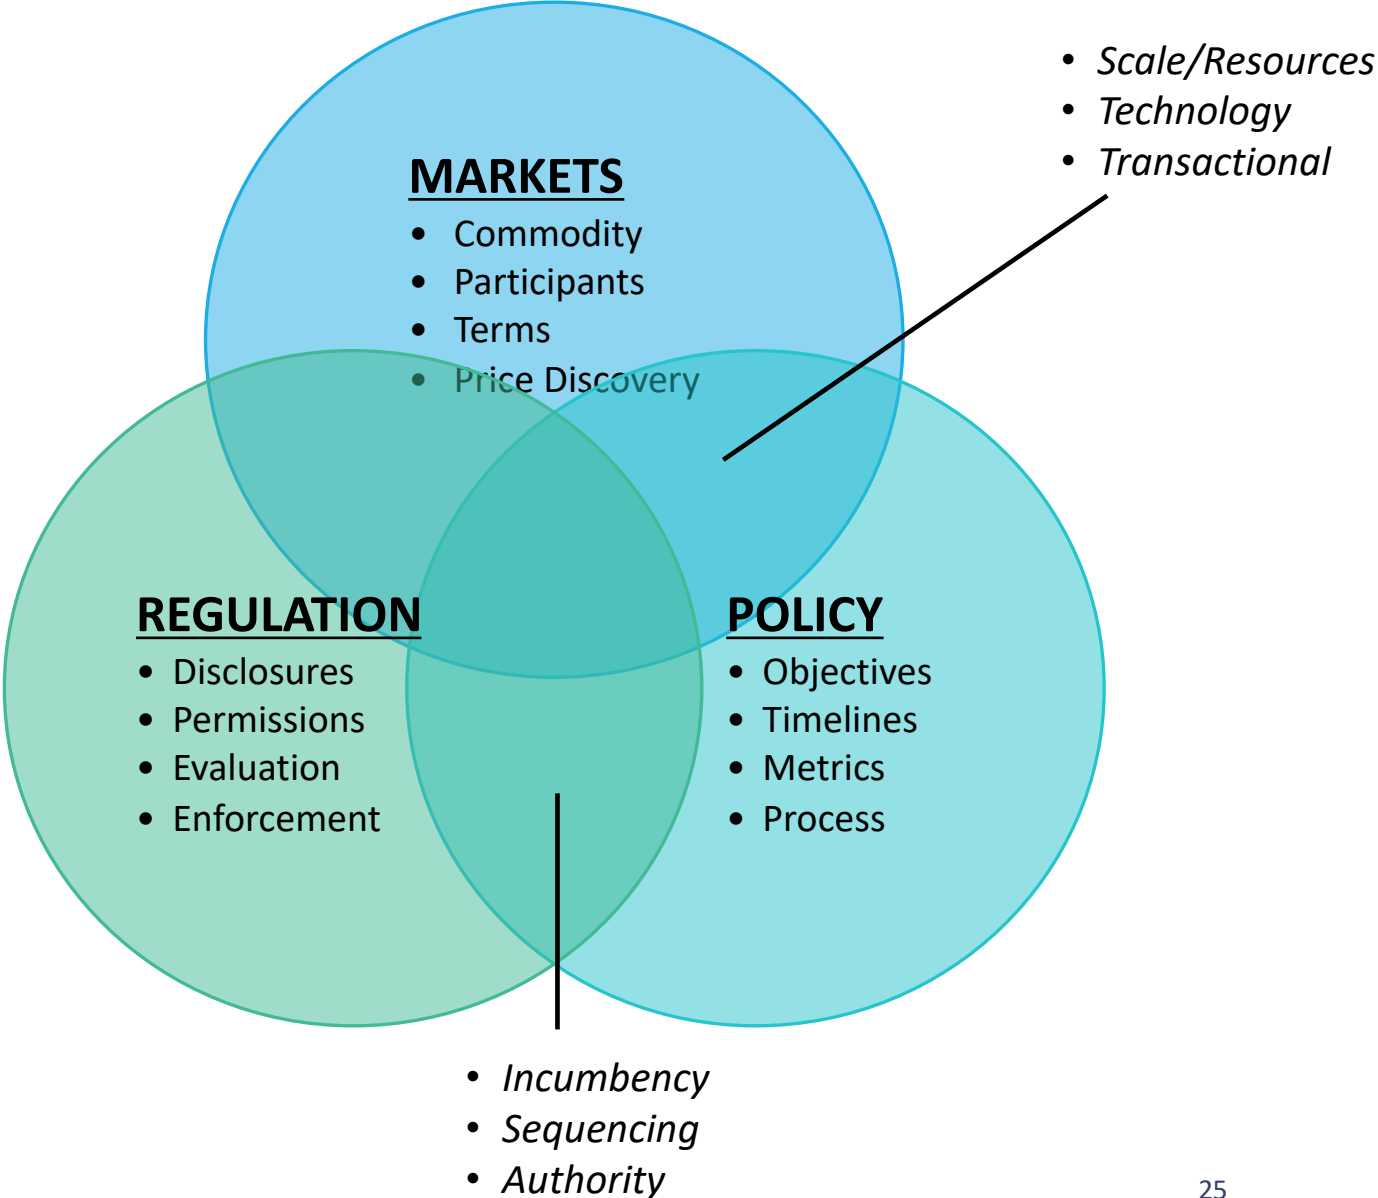 • Scale/Resources
• Technology
• Transactional
MARKETS
• Commodity
• Participants
• Terms
• Price Discovery
REGULATION
• Disclosures
• Permissions
• Evaluation
• Enforcement
POLICY
• Objectives
• Timelines
• Metrics
• Process
• Incumbency
• Sequencing
• Authority
25